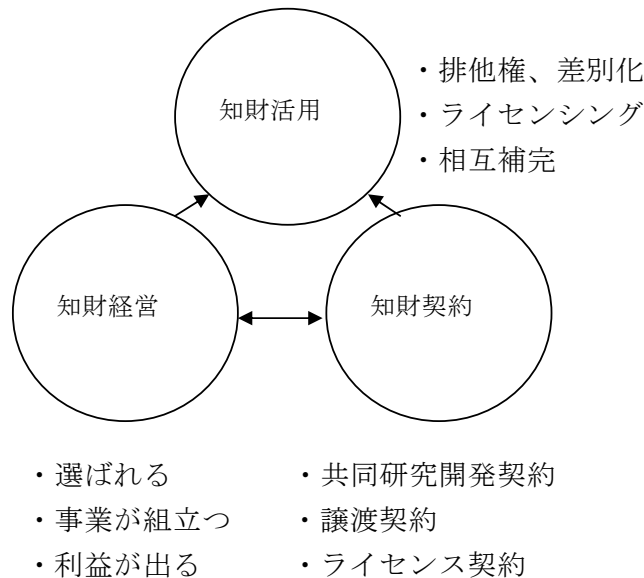 知財活用
・排他権、差別化
・ライセンシング
・相互補完
知財経営
知財契約
・選ばれる
・事業が組立つ
・利益が出る
・共同研究開発契約
・譲渡契約
・ライセンス契約